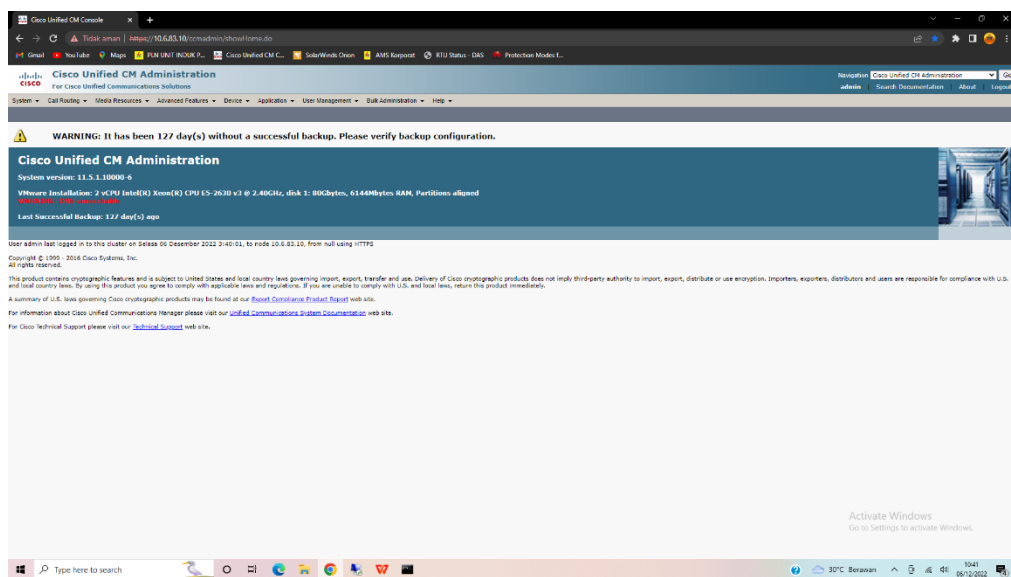 Cisco Unified CM Console
Tidak aman | https://10.6.83.10/ccmadmin/showHome.do
Gmail YouTube Maps PLN UNIT INDUK P... Cisco Unified CM C... SolarWinds Orion AMS Korporat RTU Status - DAS Protection Modes f...
Cisco Unified CM Administration
For Cisco Unified Communications Solutions
CISCO
Navigation Cisco Unified CM Administration Go
admin Search Documentation About Logout
System Call Routing Media Resources Advanced Features Device Application User Management Bulk Administration Help
WARNING: It has been 127 day(s) without a successful backup. Please verify backup configuration.
Cisco Unified CM Administration
System version: 11.5.1.10000-6
VMware Installation: 2 vCPU Intel(R) Xeon(R) CPU E5-2630 v3 @ 2.40GHz, disk 1: 80Gbytes, 6144Mbytes RAM, Partitions aligned
Last Successful Backup: 127 day(s) ago
User admin last logged in to this cluster on Selasa 06 Desember 2022 3:40:01, to node 10.6.83.10, from null using HTTPS
Copyright © 1999 - 2016 Cisco Systems, Inc.
All rights reserved.
This product contains cryptographic features and is subject to United States and local country laws governing import, export, transfer and use. Delivery of Cisco cryptographic products does not imply third-party authority to import, export, distribute or use encryption. Importers, exporters, distributors and users are responsible for compliance with U.S.
and local country laws. By using this product you agree to comply with applicable laws and regulations. If you are unable to comply with U.S. and local laws, return this product immediately.
A summary of U.S. laws governing Cisco cryptographic products may be found at our Export Compliance Product Report web site.
For information about Cisco Unified Communications Manager please visit our Unified Communications System Documentation web site.
For Cisco Technical Support please visit our Technical Support web site.
Activate Windows
Go to Settings to activate Windows.
Type here to search
30°C Berawan
10:41
06/12/2022